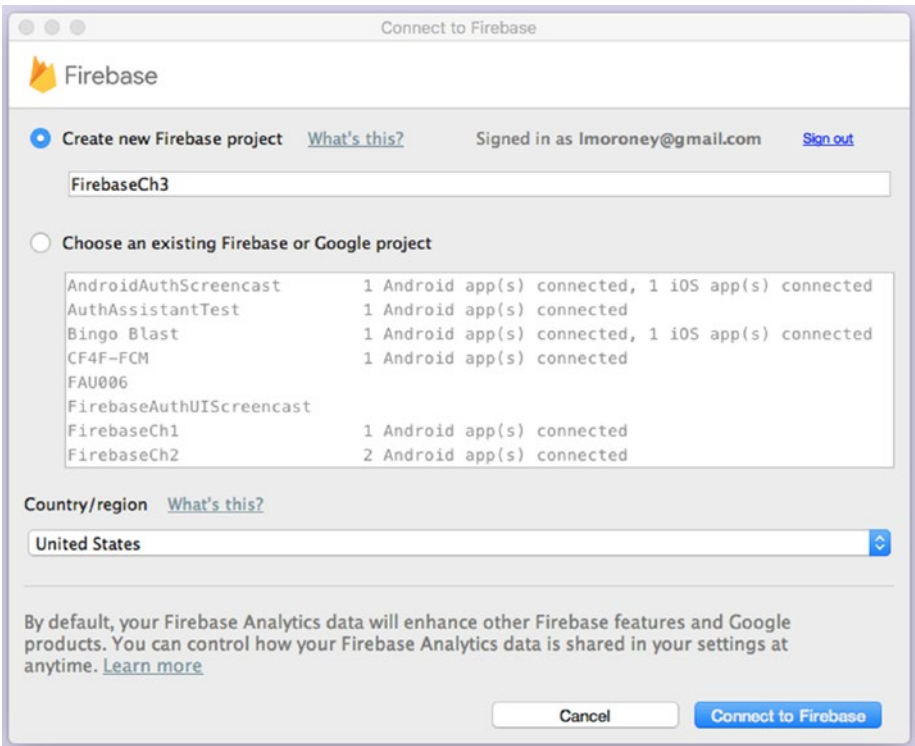 Connect to Firebase
Firebase
Create new Firebase project What's this? Signed in as lmoroney@gmail.com Sign out
FirebaseCh3
Choose an existing Firebase or Google project
AndroidAuthScreencast 1 Android app(s) connected, 1 iOS app(s) connected
AuthAssistantTest 1 Android app(s) connected
Bingo Blast 1 Android app(s) connected, 1 iOS app(s) connected
CF4F-FCM 1 Android app(s) connected
FAU006
FirebaseAuthUIScreencast
FirebaseCh1 1 Android app(s) connected
FirebaseCh2 2 Android app(s) connected
Country/region What's this?
United States
By default, your Firebase Analytics data will enhance other Firebase features and Google
products. You can control how your Firebase Analytics data is shared in your settings at
anytime. Learn more
Cancel Connect to Firebase